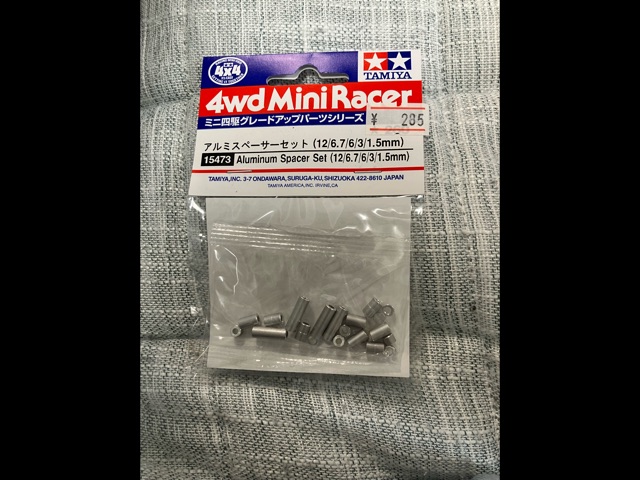 4x4
TAMIYA
4wd Mini Racer
ミニ四駆グレードアップパーツシリーズ
¥ 285
アルミスペーサーセット (12/6.7/6/3/1.5mm)
15473 Aluminum Spacer Set (12/6.7/6/3/1.5mm)
TAMIYA,INC. 3-7 ONDAWARA, SURUGA-KU, SHIZUOKA 422-8610 JAPAN
TAMIYA AMERICA,INC. IRVINE,CA